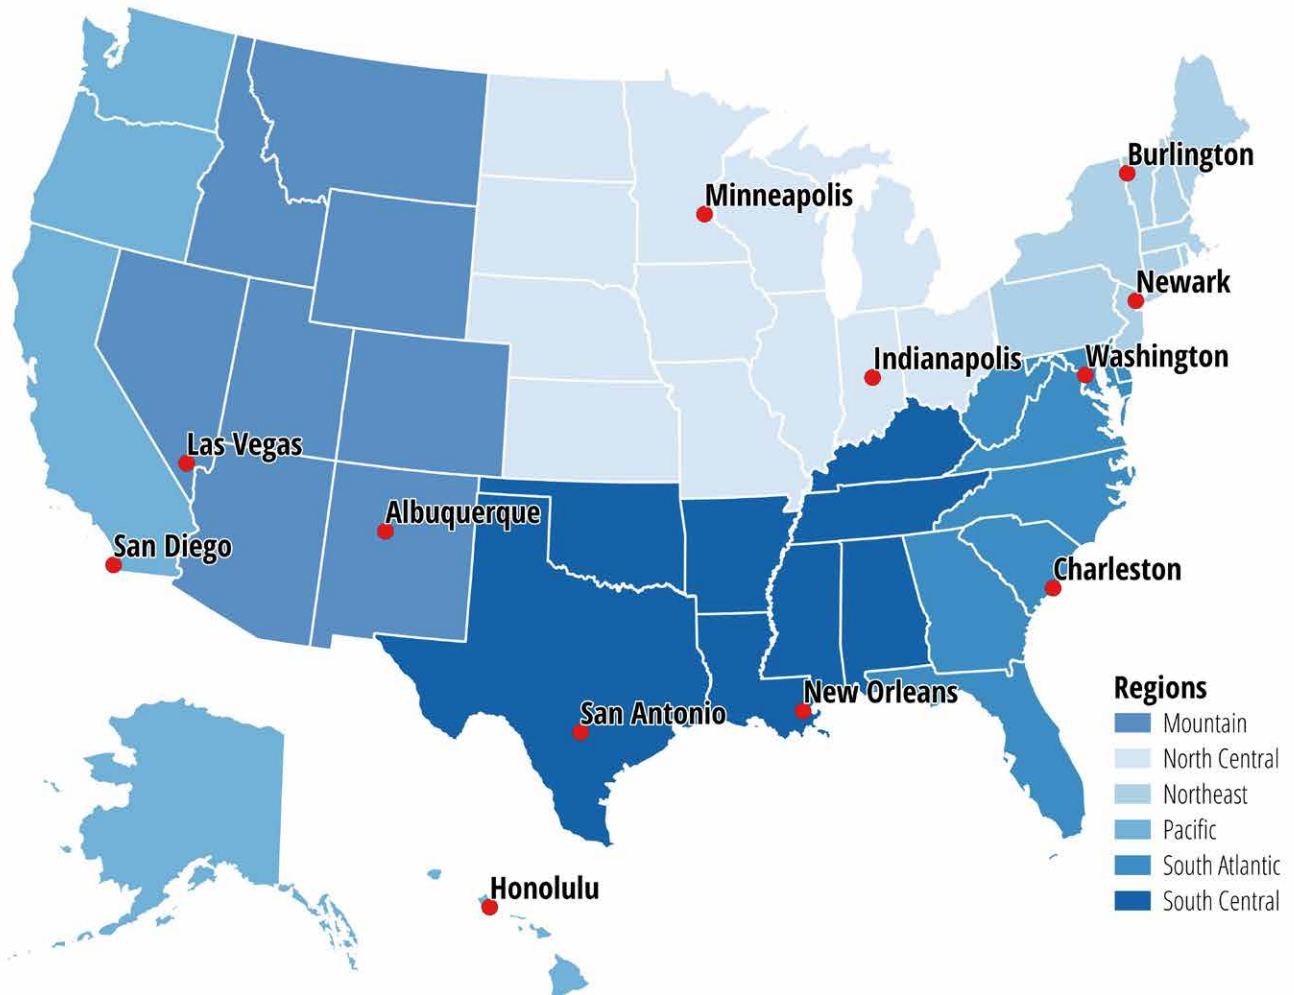 Burlington
Minneapolis
Newark
Indianapolis
Washington
Las Vegas
Albuquerque
San Diego
Charleston
New Orleans
San Antonio
Honolulu
Regions
Mountain
North Central
Northeast
Pacific
South Atlantic
South Central